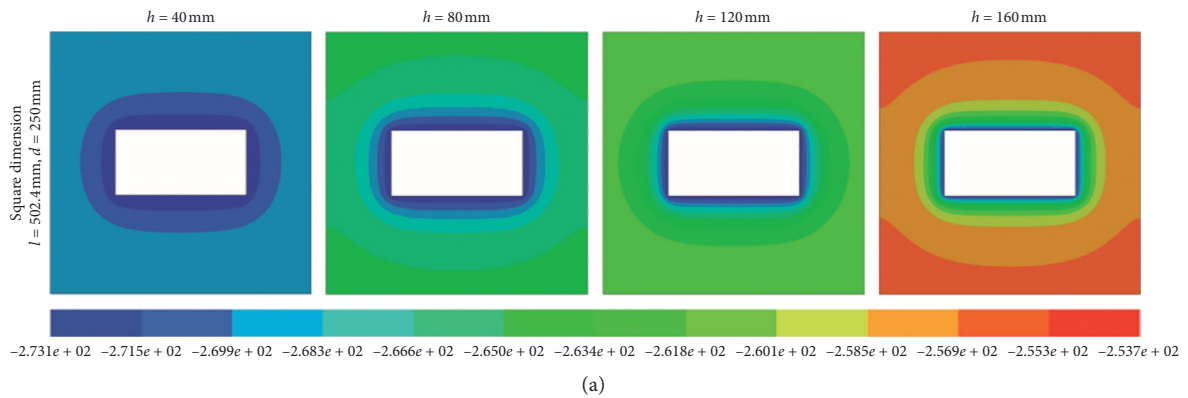 h = 40 mm
h = 80 mm
h = 120 mm
h = 160 mm
Square dimension
l = 502.4 mm, d = 250 mm
−2.731e + 02
−2.715e + 02
−2.699e + 02
−2.683e + 02
−2.666e + 02
−2.650e + 02
−2.634e + 02
−2.618e + 02
−2.601e + 02
−2.585e + 02
−2.569e + 02
−2.553e + 02
−2.537e + 02
(a)